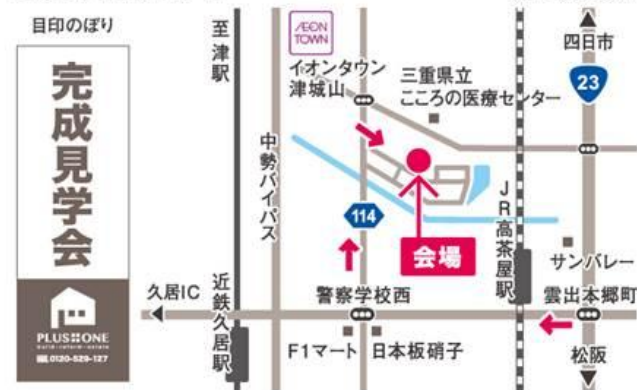 目印のぼり
完成見学会
PLUS ONE
build・reform・estate
0120-529-127
至津駅
ÆON
TOWN
イオンタウン
津城山
三重県立
こころの医療センター
四日市
23
中勢バイパス
114
会場
JR高茶屋駅
サンバレー
久居IC
近鉄久居駅
警察学校西
雲出本郷町
F1マート
日本板硝子
松阪